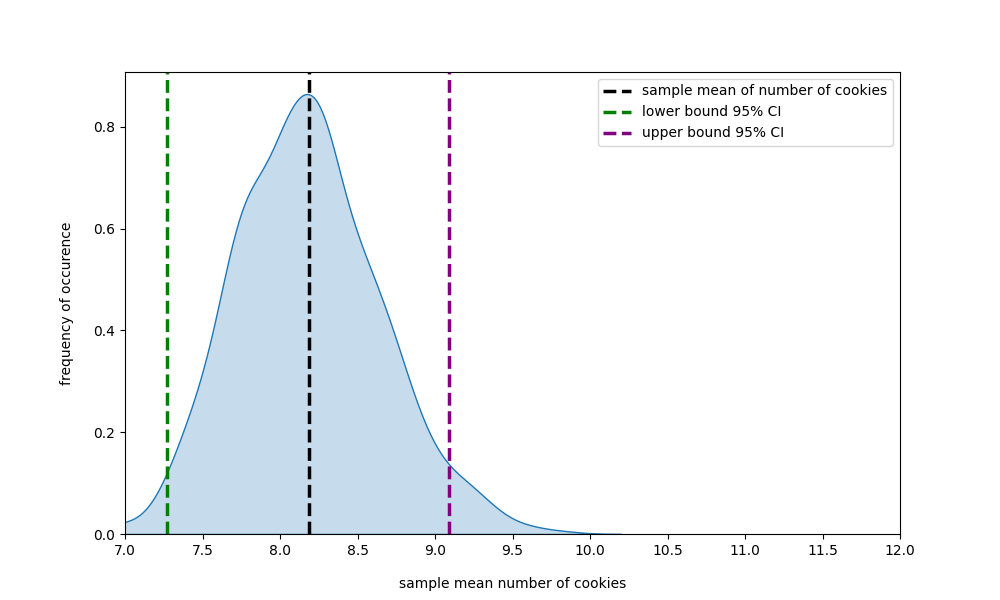 sample mean of number of cookies
lower bound 95% CI
upper bound 95% CI
0.8
0.6
0.4
0.2
0.0
frequency of occurence
7.0 7.5 8.0 8.5 9.0 9.5 10.0 10.5 11.0 11.5 12.0
sample mean number of cookies